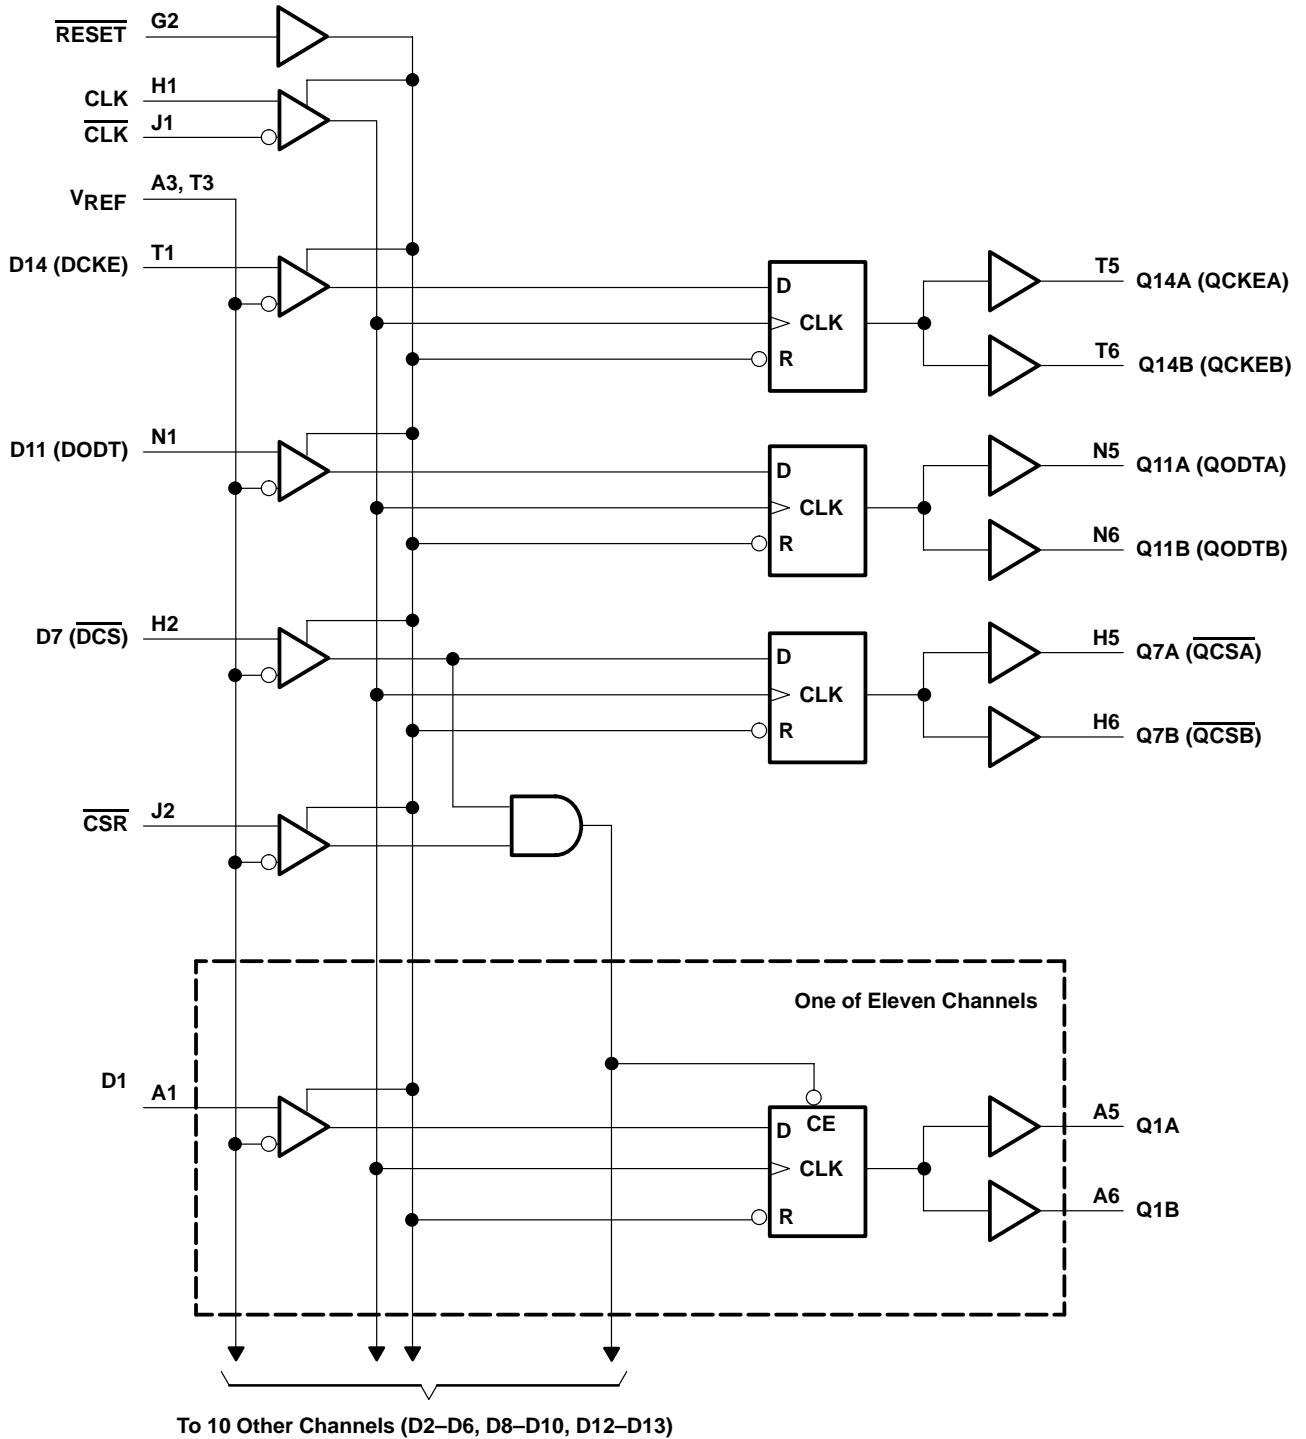 RESET G2
CLK H1
CLK J1
VREF A3, T3
D14 (DCKE) T1
D
CLK
R
T5 Q14A (QCKEA)
T6 Q14B (QCKEB)
D11 (DODT) N1
D
CLK
R
N5 Q11A (QODTA)
N6 Q11B (QODTB)
D7 (DCS) H2
D
CLK
R
H5 Q7A (QCSA)
H6 Q7B (QCSB)
CSR J2
One of Eleven Channels
D1 A1
CE
D
CLK
R
A5 Q1A
A6 Q1B
To 10 Other Channels (D2–D6, D8–D10, D12–D13)